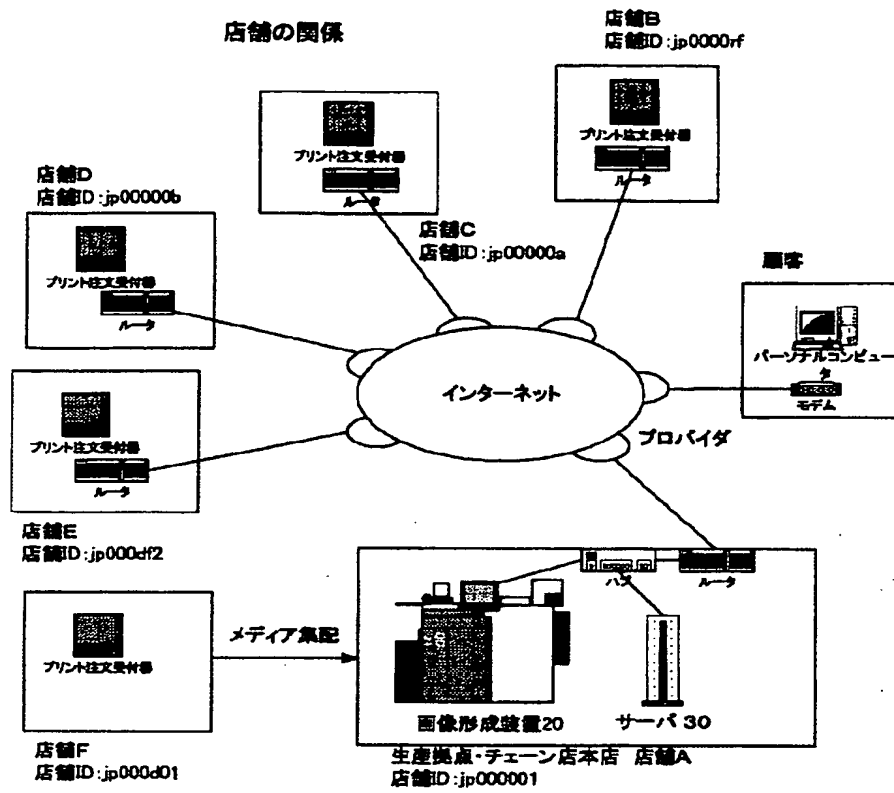 店舗の関係
店舗B
店舗ID:jp0000rf
プリント注文受付器
ルータ
プリント注文受付器
ルータ
店舗C
店舗ID:jp00000a
店舗D
店舗ID:jp00000b
プリント注文受付器
ルータ
顧客
パーソナルコンピュー
タ
モデム
インターネット
プロバイダ
プリント注文受付器
ルータ
店舗E
店舗ID:jp000df2
プリント注文受付器
店舗F
店舗ID:jp000d01
メディア集配
ハブ
ルータ
画像形成装置20
サーバ 30
生産拠点・チェーン店本店 店舗A
店舗ID:jp000001